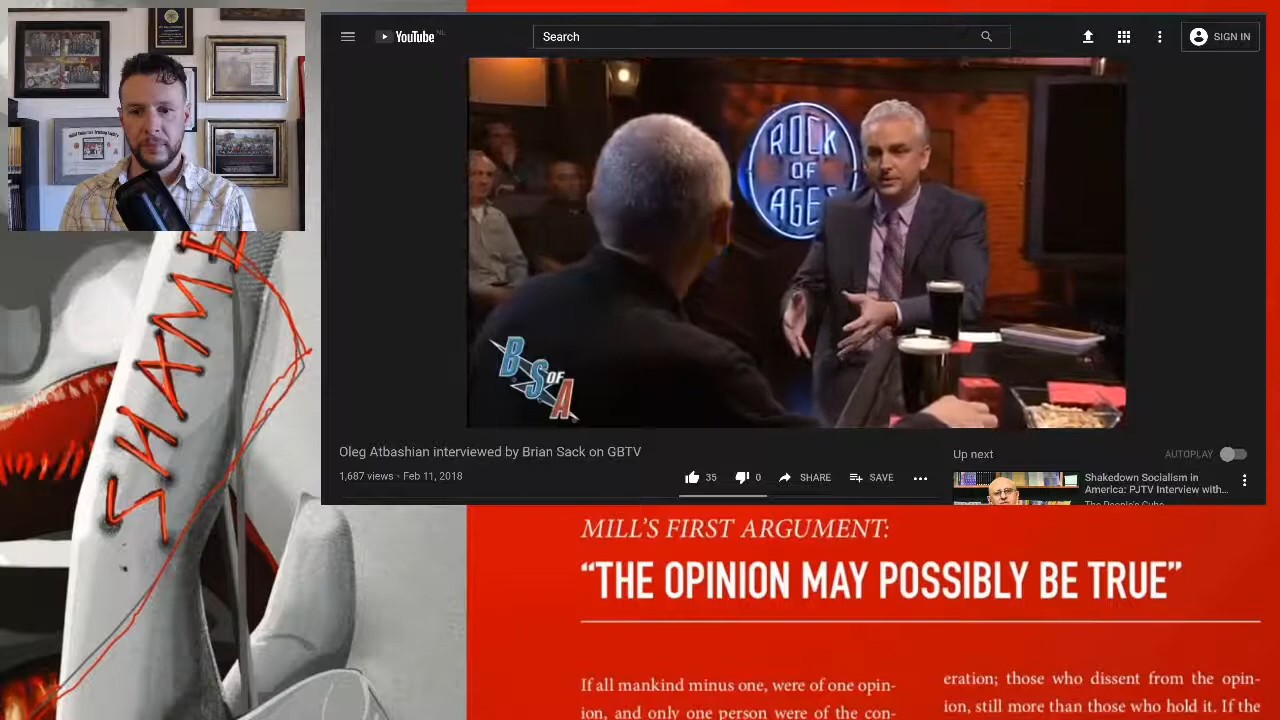 YouTube NL
Search
SIGN IN
ROCK
OF
AGES
BS OF A
Oleg Atbashian interviewed by Brian Sack on GBTV
1,687 views • Feb 11, 2018
35
0
SHARE
SAVE
Up next
AUTOPLAY
Shakedown Socialism in
America: PJTV Interview with...
The People's Cube
SHAME
MILL'S FIRST ARGUMENT:
“THE OPINION MAY POSSIBLY BE TRUE”
If all mankind minus one, were of one opin-
ion, and only one person were of the con-
eration; those who dissent from the opin-
ion, still more than those who hold it. If the